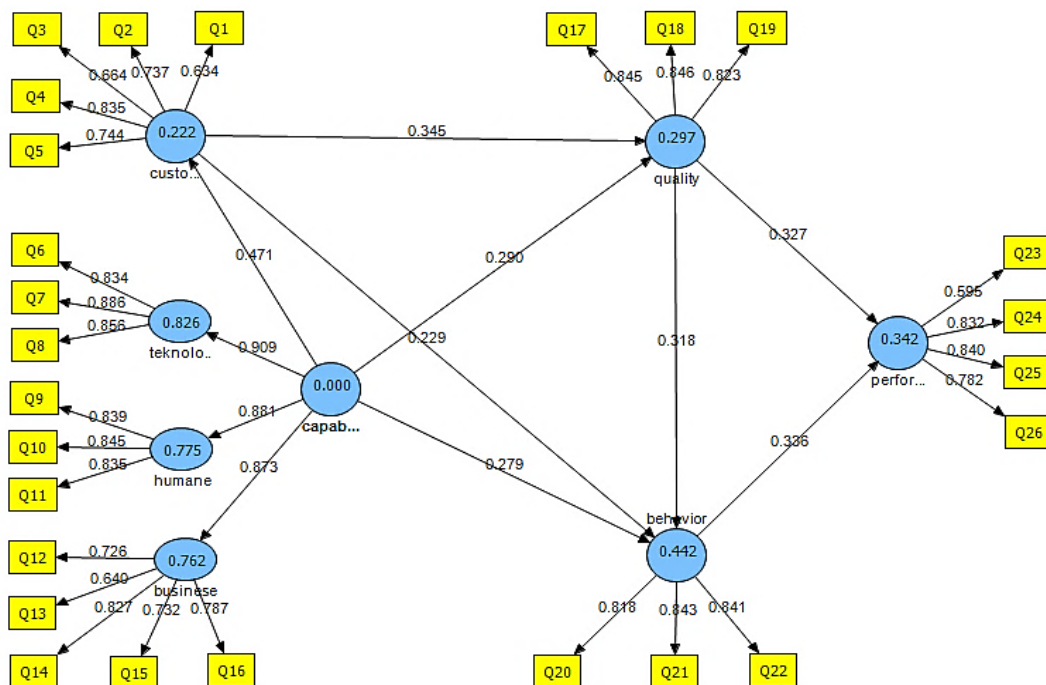 Q3 Q2 Q1
0.664 0.737 0.634
Q4 0.835
Q5 0.744
0.222
custo...
Q17 Q18 Q19
0.845 0.846 0.823
0.345
0.297
quality
0.471
0.290
0.327
0.229
0.318
Q6 0.834
Q7 0.886
Q8 0.856
0.826
teknolo..
0.909
0.000
capab...
0.881
0.873
0.279
0.336
Q9 0.839
Q10 0.845
Q11 0.835
0.775
humane
Q23 0.595
Q24 0.832
Q25 0.840
Q26 0.782
0.342
perfor...
behavior
0.442
Q12 0.726
Q13 0.640
0.762
businese
0.827 0.732 0.787
Q14 Q15 Q16
0.818 0.843 0.841
Q20 Q21 Q22